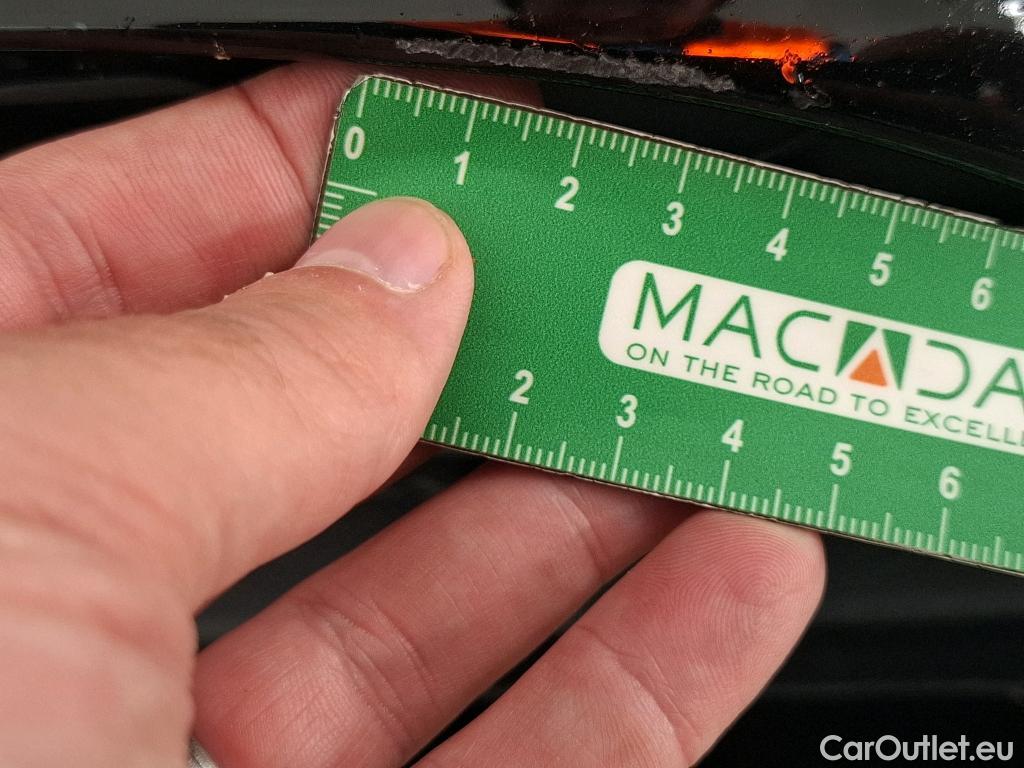 0 1 2 3 4 5 6
MACADA
ON THE ROAD TO
2 3 4 5 6
CarOutlet.eu